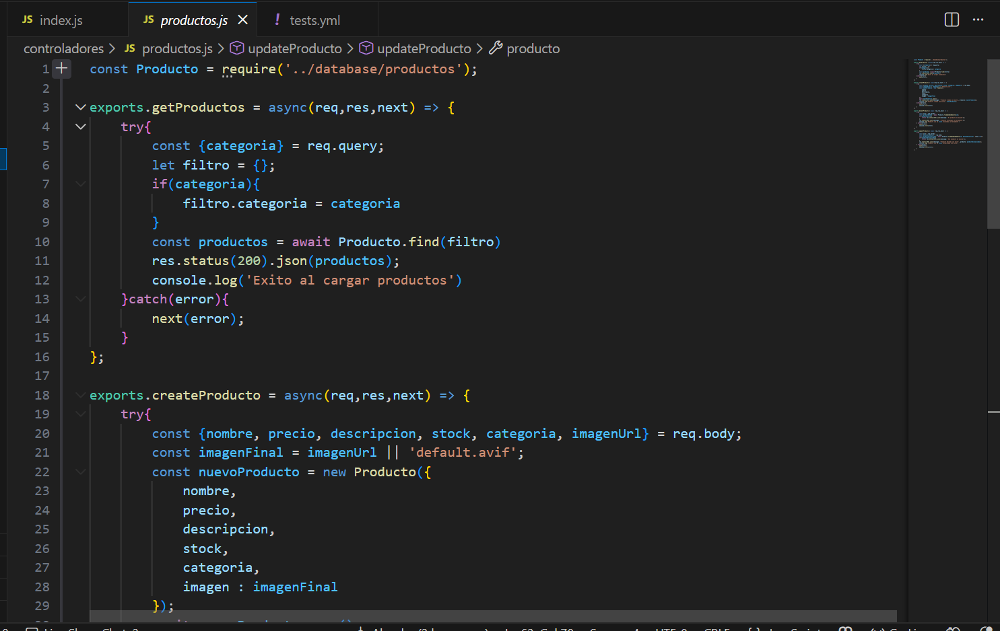 JS index.js JS productos.js × ! tests.yml ...
controladores > JS productos.js > updateProducto > updateProducto > producto
1 + const Producto = require('../database/productos');
2
3 exports.getProductos = async(req,res,next) => {
4 try{
5 const {categoria} = req.query;
6 let filtro = {};
7 if(categoria){
8 filtro.categoria = categoria
9 }
10 const productos = await Producto.find(filtro)
11 res.status(200).json(productos);
12 console.log('Exito al cargar productos')
13 }catch(error){
14 next(error);
15 }
16 };
17
18 exports.createProducto = async(req,res,next) => {
19 try{
20 const {nombre, precio, descripcion, stock, categoria, imagenUrl} = req.body;
21 const imagenFinal = imagenUrl || 'default.avif';
22 const nuevoProducto = new Producto({
23 nombre,
24 precio,
25 descripcion,
26 stock,
27 categoria,
28 imagen : imagenFinal
29 });